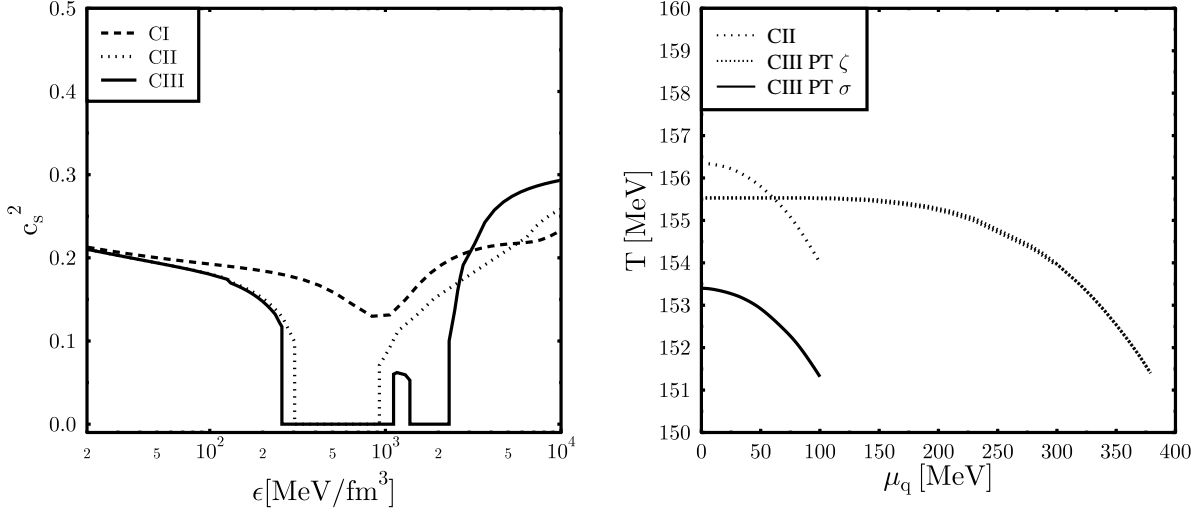 0.5
0.4
0.3
0.2
0.1
0.0
c_s^2
CI
CII
CIII
2 5 10^2 2 5 10^3 2 5 10^4
ϵ[MeV/fm^3]
160
159
158
157
156
155
154
153
152
151
150
T [MeV]
CII
CIII PT ζ
CIII PT σ
0 50 100 150 200 250 300 350 400
μ_q [MeV]